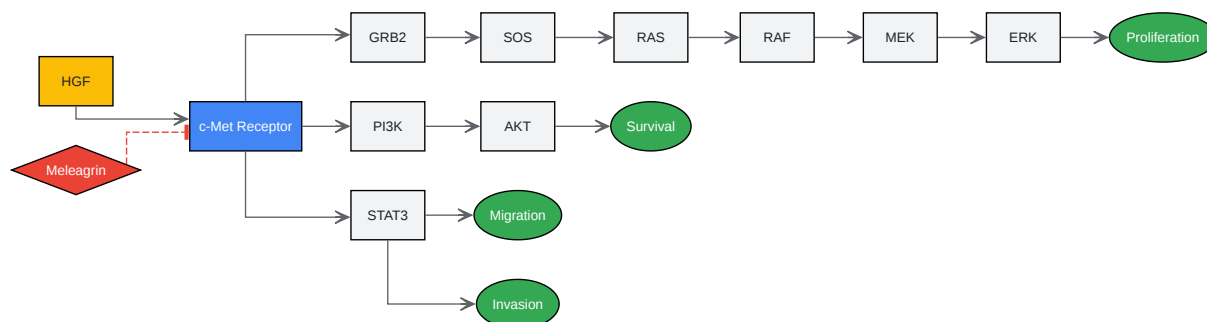 HGF
Meleagrin
c-Met Receptor
GRB2
SOS
RAS
RAF
MEK
ERK
Proliferation
PI3K
AKT
Survival
STAT3
Migration
Invasion